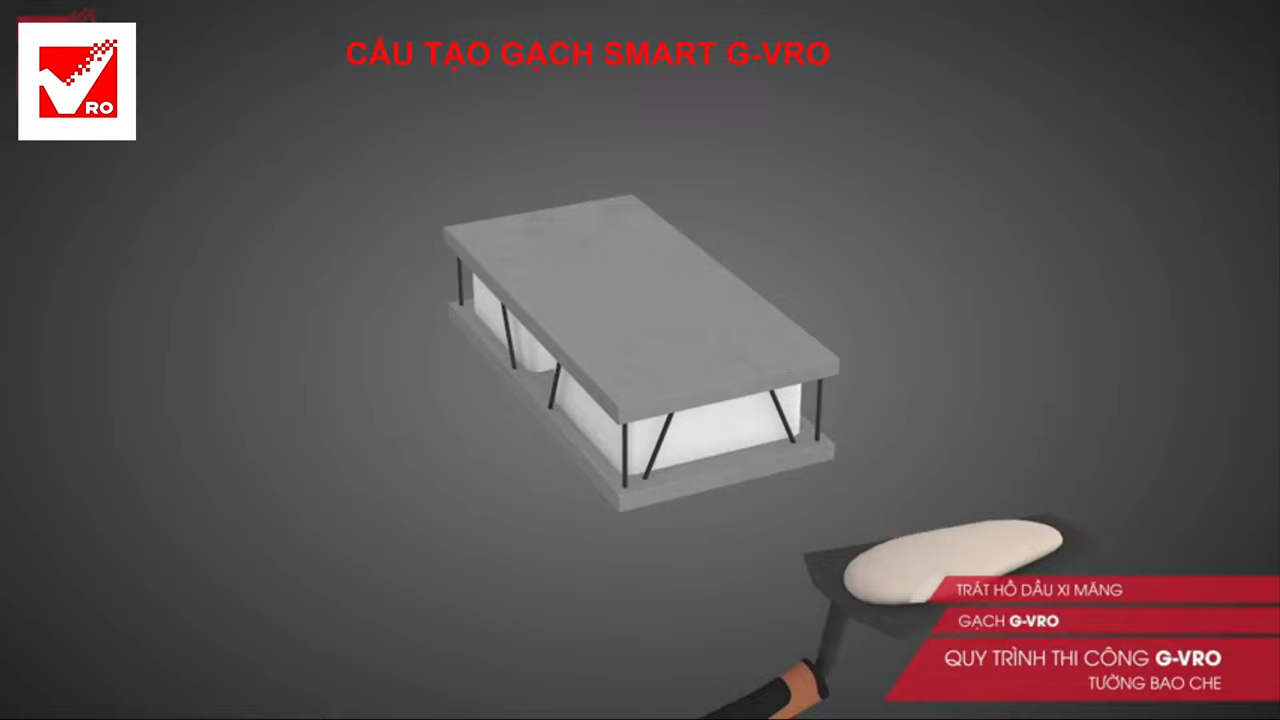 RO
CẤU TẠO GẠCH SMART G-VRO
TRÁT HỒ DẦU XI MĂNG
GẠCH G-VRO
QUY TRÌNH THI CÔNG G-VRO
TƯỜNG BAO CHE